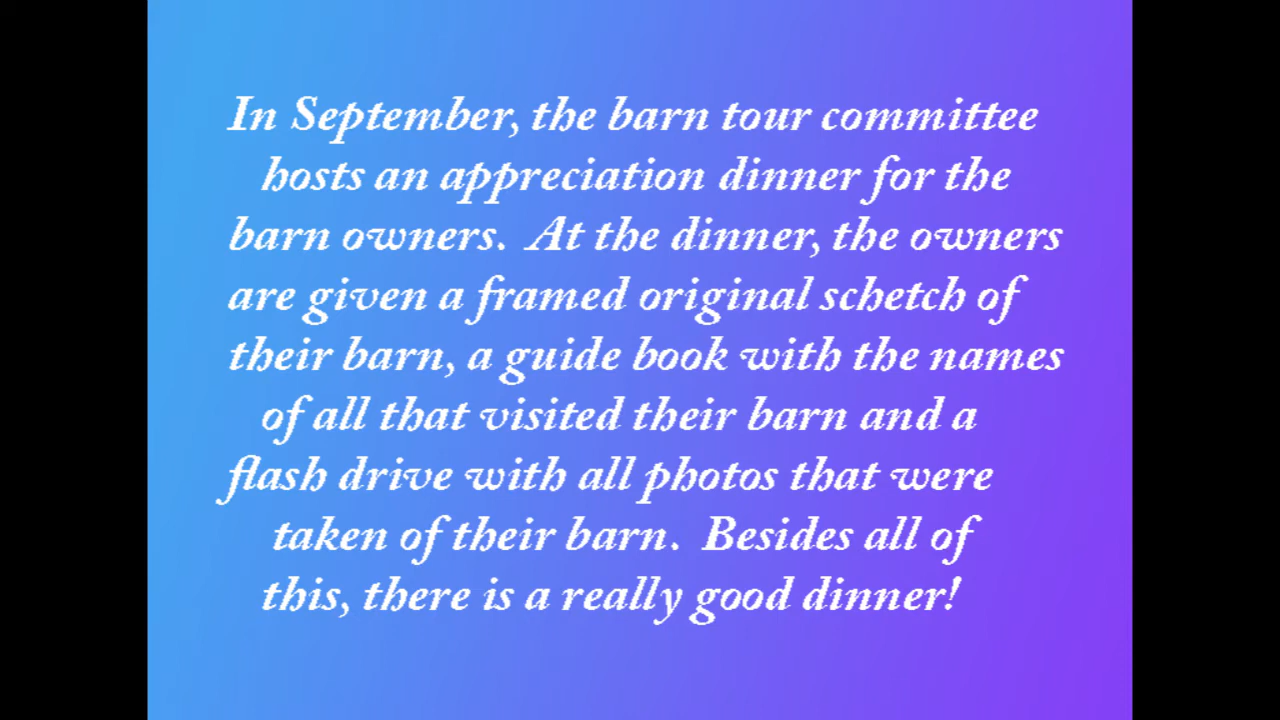 In September, the barn tour committee
hosts an appreciation dinner for the
barn owners.  At the dinner, the owners
are given a framed original schetch of
their barn, a guide book with the names
of all that visited their barn and a
flash drive with all photos that were
taken of their barn.  Besides all of
this, there is a really good dinner!